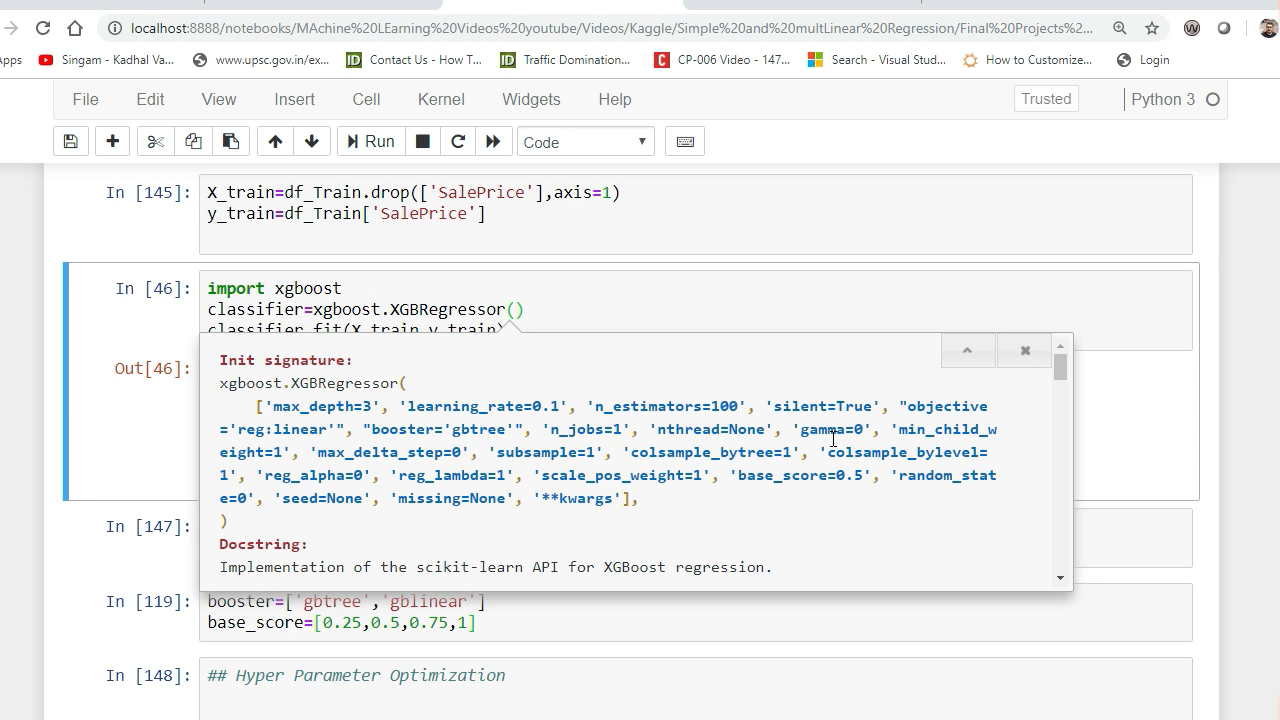 localhost:8888/notebooks/MAchine%20LEarning%20Videos%20youtube/Videos/Kaggle/Simple%20and%20multLinear%20Regression/Final%20Projects%2...
Apps Singam - Kadhal Va... www.upsc.gov.in/ex... Contact Us - How T... Traffic Domination... CP-006 Video - 147... Search - Visual Stud... How to Customize... Login
File Edit View Insert Cell Kernel Widgets Help Trusted Python 3
Run Code
In [145]: X_train=df_Train.drop(['SalePrice'],axis=1)
y_train=df_Train['SalePrice']
In [46]: import xgboost
classifier=xgboost.XGBRegressor()
classifier.fit(X_train,y_train)
Init signature:
Out[46]: xgboost.XGBRegressor(
['max_depth=3', 'learning_rate=0.1', 'n_estimators=100', 'silent=True', "objective
='reg:linear'", "booster='gbtree'", 'n_jobs=1', 'nthread=None', 'gamma=0', 'min_child_w
eight=1', 'max_delta_step=0', 'subsample=1', 'colsample_bytree=1', 'colsample_bylevel=
1', 'reg_alpha=0', 'reg_lambda=1', 'scale_pos_weight=1', 'base_score=0.5', 'random_stat
e=0', 'seed=None', 'missing=None', '**kwargs'],
)
In [147]:
Docstring:
Implementation of the scikit-learn API for XGBoost regression.
In [119]: booster=['gbtree','gblinear']
base_score=[0.25,0.5,0.75,1]
In [148]: ## Hyper Parameter Optimization